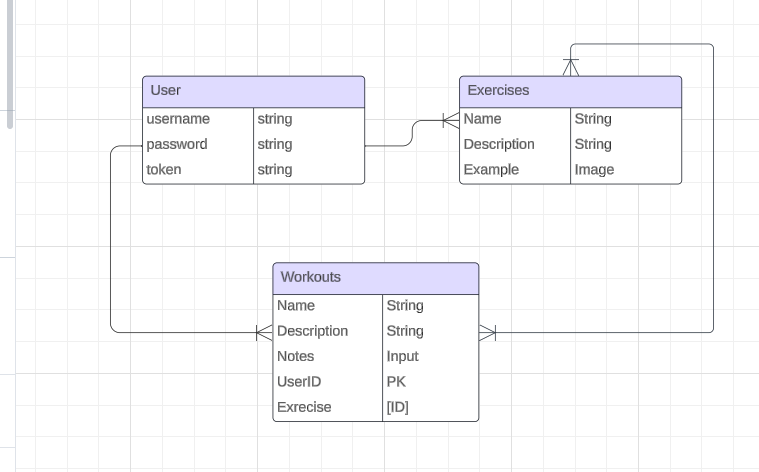 User
username string
password string
token string
Exercises
Name String
Description String
Example Image
Workouts
Name String
Description String
Notes Input
UserID PK
Exrecise [ID]